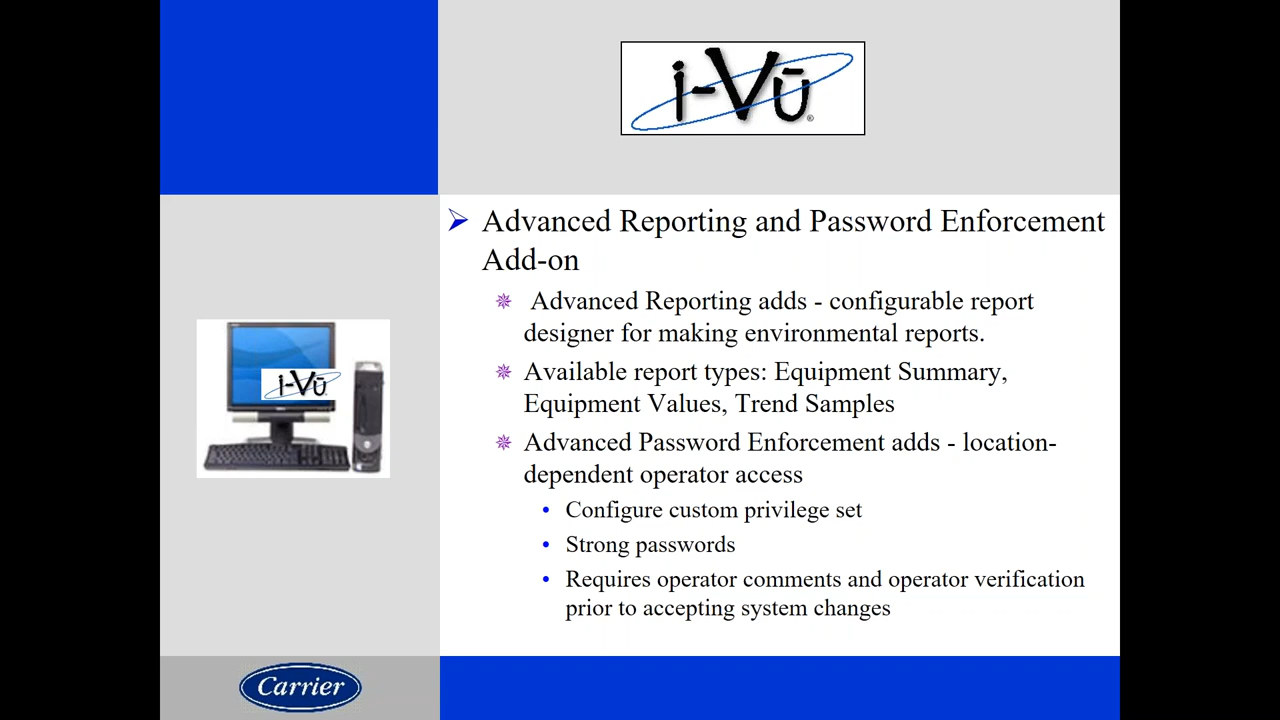 i-Vū®
Advanced Reporting and Password Enforcement
Add-on
Advanced Reporting adds - configurable report
designer for making environmental reports.
Available report types: Equipment Summary,
Equipment Values, Trend Samples
Advanced Password Enforcement adds - location-
dependent operator access
• Configure custom privilege set
• Strong passwords
• Requires operator comments and operator verification
prior to accepting system changes
i-Vū
Carrier